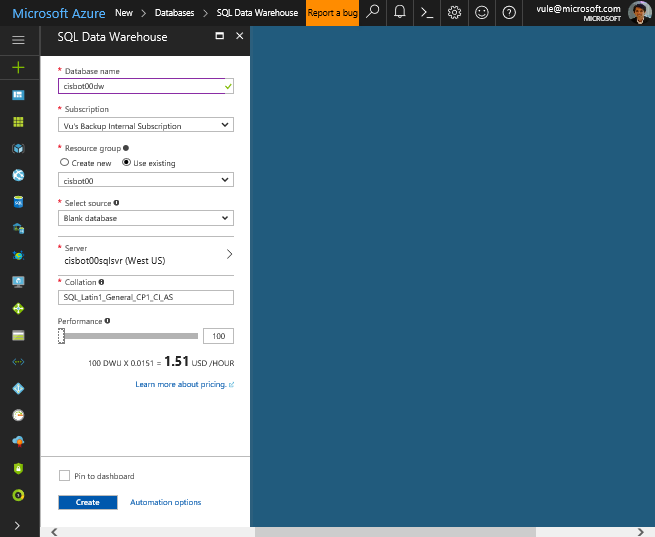 Microsoft Azure New > Databases > SQL Data Warehouse Report a bug vule@microsoft.com
MICROSOFT
SQL Data Warehouse
* Database name
cisbot00dw
* Subscription
Vu's Backup Internal Subscription
* Resource group
Create new Use existing
cisbot00
* Select source
Blank database
* Server
cisbot00sqlsvr (West US)
* Collation
SQL_Latin1_General_CP1_CI_AS
Performance
100
100 DWU X 0.0151 = 1.51 USD /HOUR
Learn more about pricing.
Pin to dashboard
Create Automation options